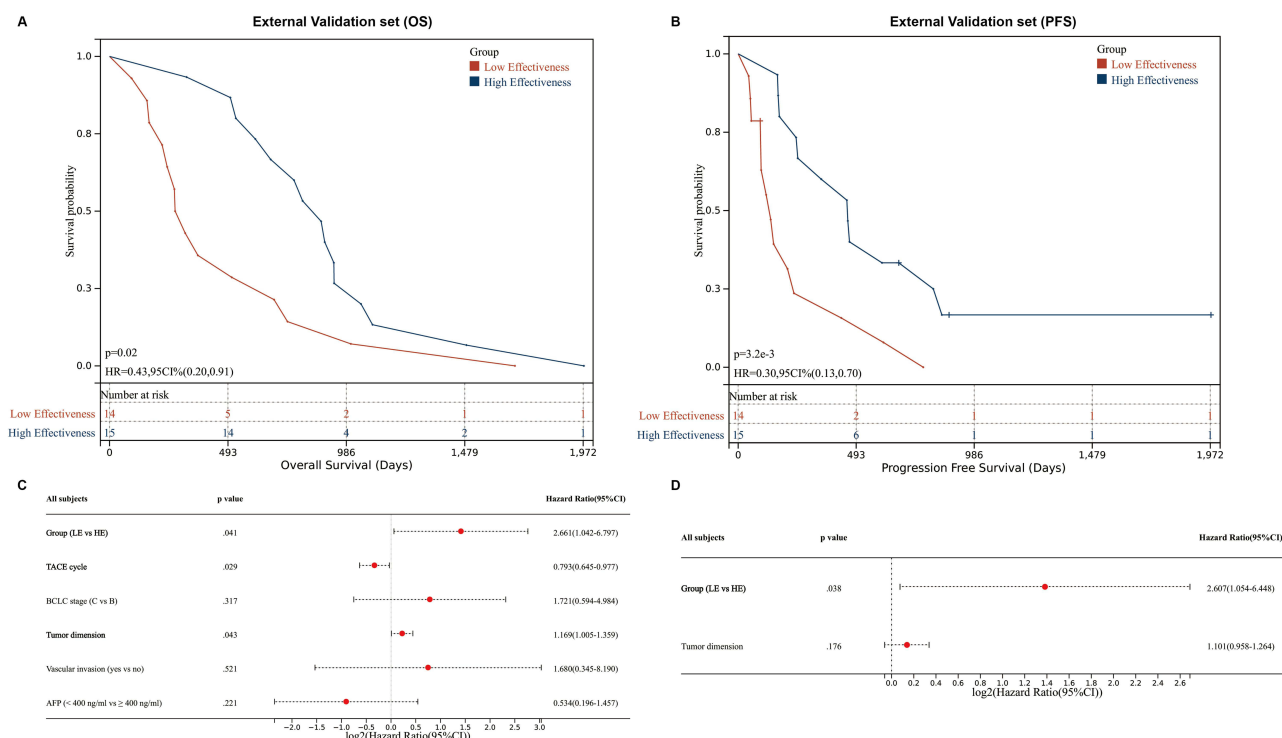 A
External Validation set (OS)
Group
Low Effectiveness
High Effectiveness
Survival probability
1.0
0.8
0.5
0.3
0.0
p=0.02
HR=0.43,95CI%(0.20,0.91)
Number at risk
Low Effectiveness 14 5 2 1 1
High Effectiveness 15 14 4 2 1
0 493 986 1,479 1,972
Overall Survival (Days)
B
External Validation set (PFS)
Group
Low Effectiveness
High Effectiveness
Survival probability
1.0
0.8
0.5
0.3
0.0
p=3.2e-3
HR=0.30,95CI%(0.13,0.70)
Number at risk
Low Effectiveness 14 2 1 1 1
High Effectiveness 15 6 1 1 1
0 493 986 1,479 1,972
Progression Free Survival (Days)
C
All subjects p value Hazard Ratio(95%CI)
Group (LE vs HE) .041 2.661(1.042-6.797)
TACE cycle .029 0.793(0.645-0.977)
BCLC stage (C vs B) .317 1.721(0.594-4.984)
Tumor dimension .043 1.169(1.005-1.359)
Vascular invasion (yes vs no) .521 1.680(0.345-8.190)
AFP (< 400 ng/ml vs ≥ 400 ng/ml) .221 0.534(0.196-1.457)
−2.0 −1.5 −1.0 −0.5 0.0 0.5 1.0 1.5 2.0 2.5 3.0
log2(Hazard Ratio(95%CI))
D
All subjects p value Hazard Ratio(95%CI)
Group (LE vs HE) .038 2.607(1.054-6.448)
Tumor dimension .176 1.101(0.958-1.264)
0.0 0.2 0.4 0.6 0.8 1.0 1.2 1.4 1.6 1.8 2.0 2.2 2.4 2.6
log2(Hazard Ratio(95%CI))